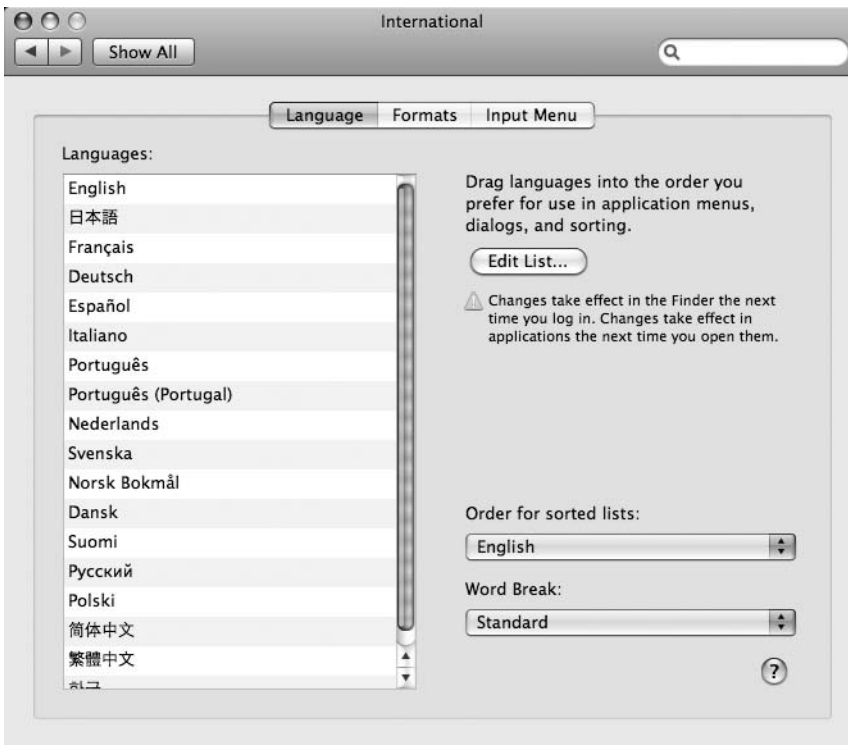 International
Show All
Language Formats Input Menu
Languages:
English
日本語
Français
Deutsch
Español
Italiano
Português
Português (Portugal)
Nederlands
Svenska
Norsk Bokmål
Dansk
Suomi
Русский
Polski
简体中文
繁體中文
한국
Drag languages into the order you
prefer for use in application menus,
dialogs, and sorting.
Edit List...
Changes take effect in the Finder the next
time you log in. Changes take effect in
applications the next time you open them.
Order for sorted lists:
English
Word Break:
Standard
?